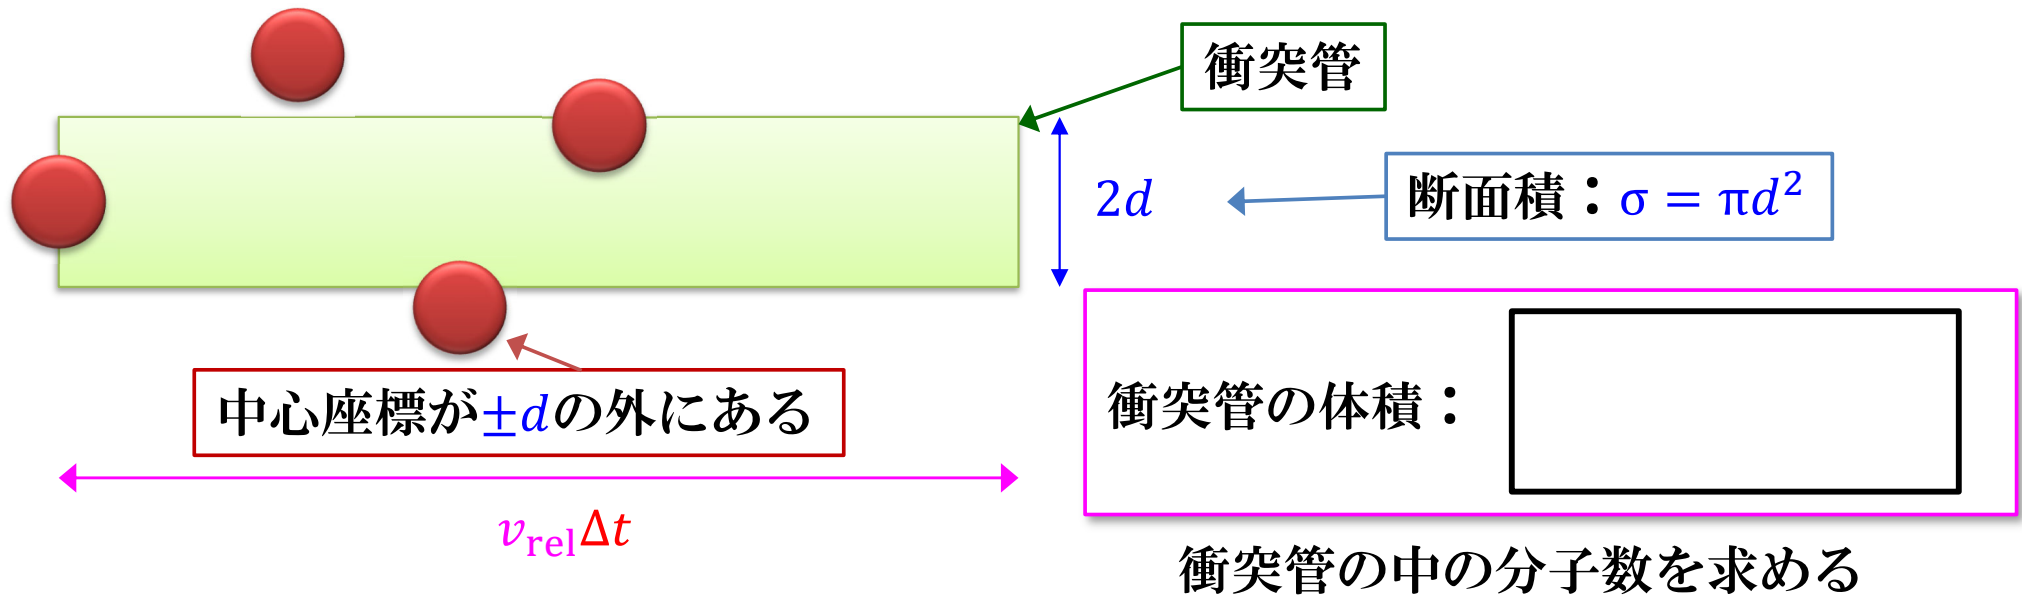 衝突管
2d
断面積：σ = πd²
中心座標が±dの外にある
衝突管の体積：
v_relΔt
衝突管の中の分子数を求める